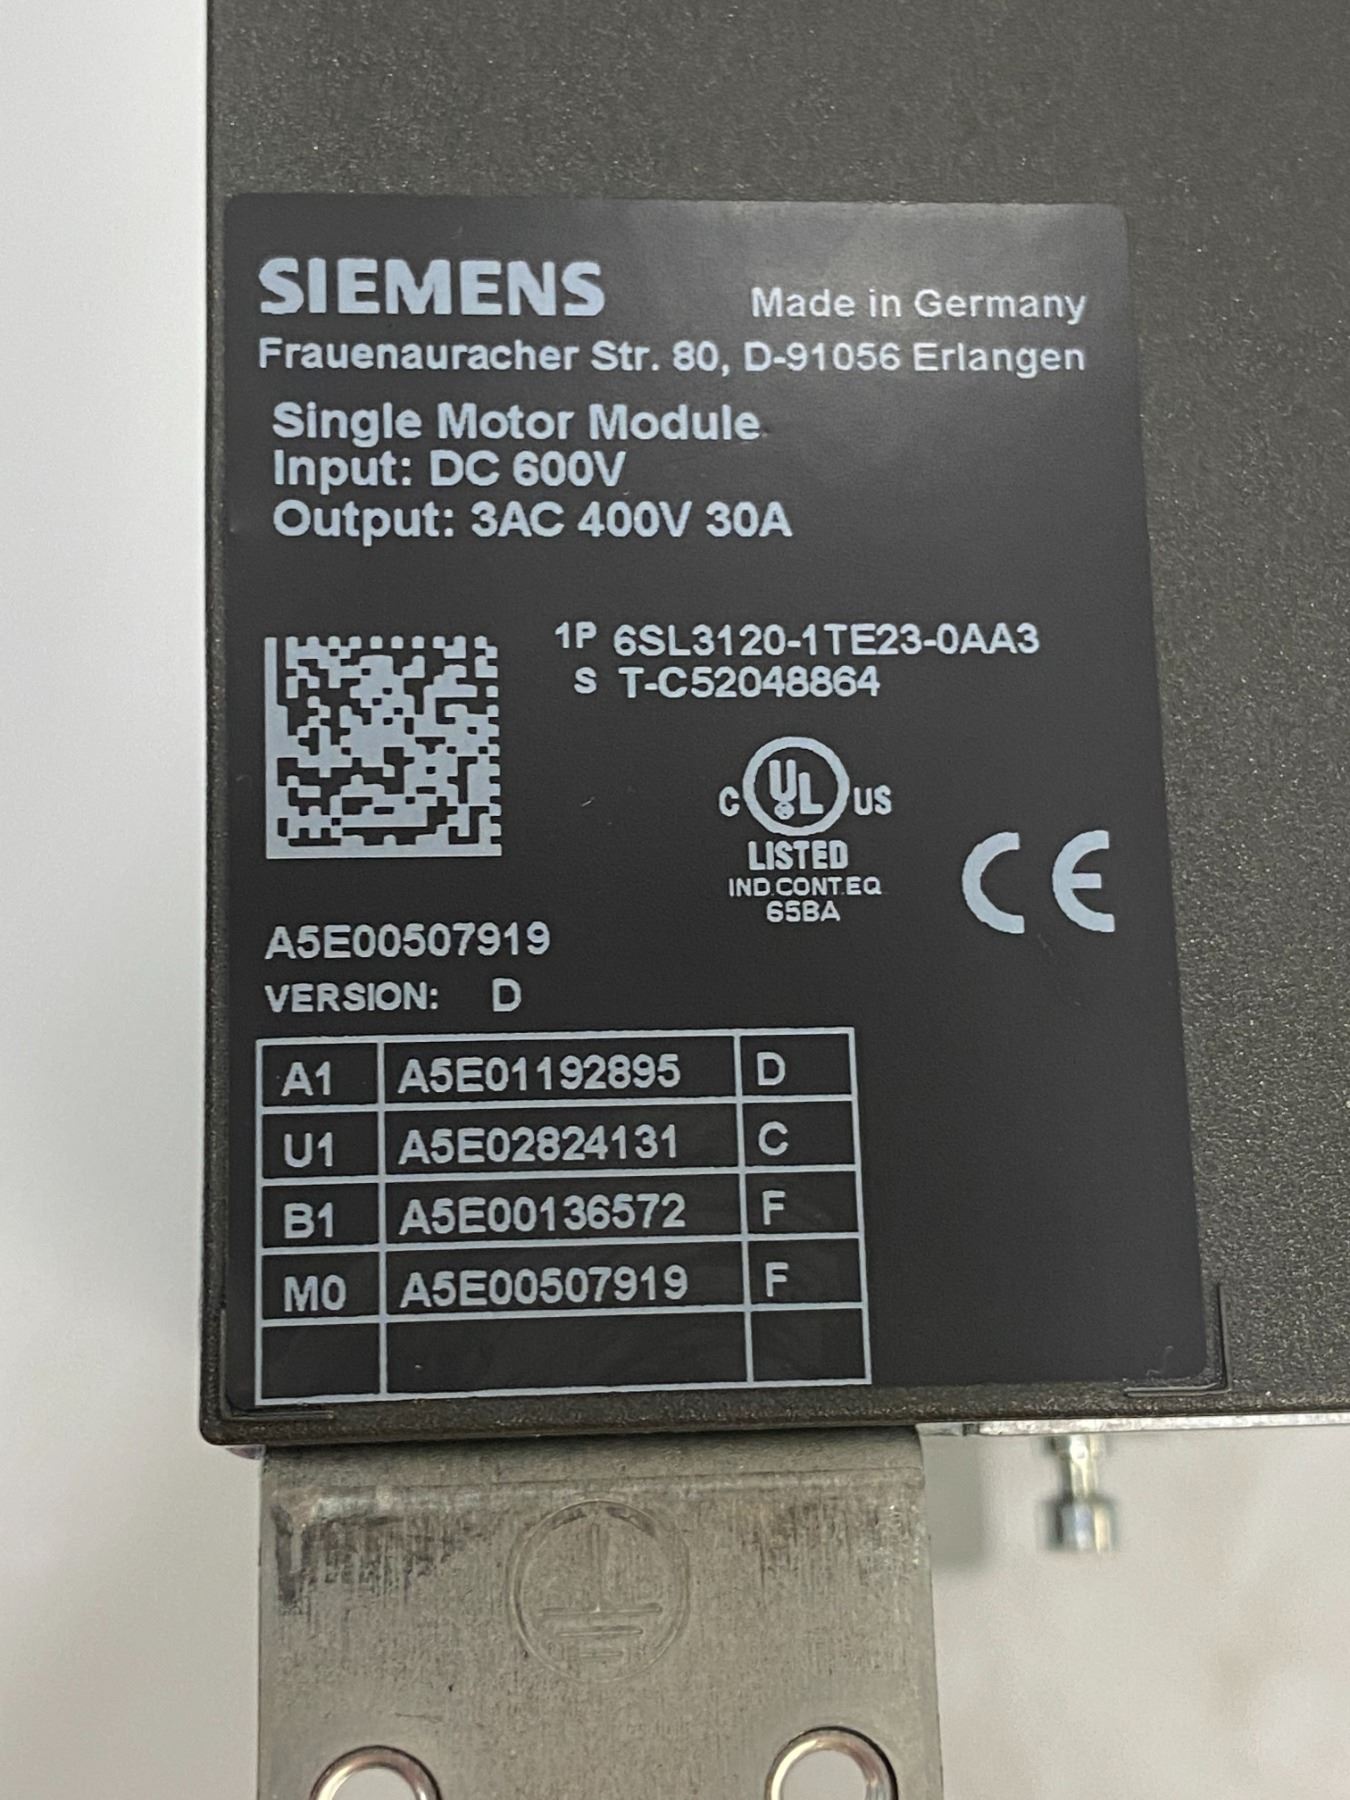 SIEMENS Made in Germany
Frauenauracher Str. 80, D-91056 Erlangen
Single Motor Module
Input: DC 600V
Output: 3AC 400V 30A
1P 6SL3120-1TE23-0AA3
S T-C52048864
C UL US
LISTED
IND.CONT.EQ
65BA
CE
A5E00507919
VERSION: D
A1 A5E01192895 D
U1 A5E02824131 C
B1 A5E00136572 F
M0 A5E00507919 F